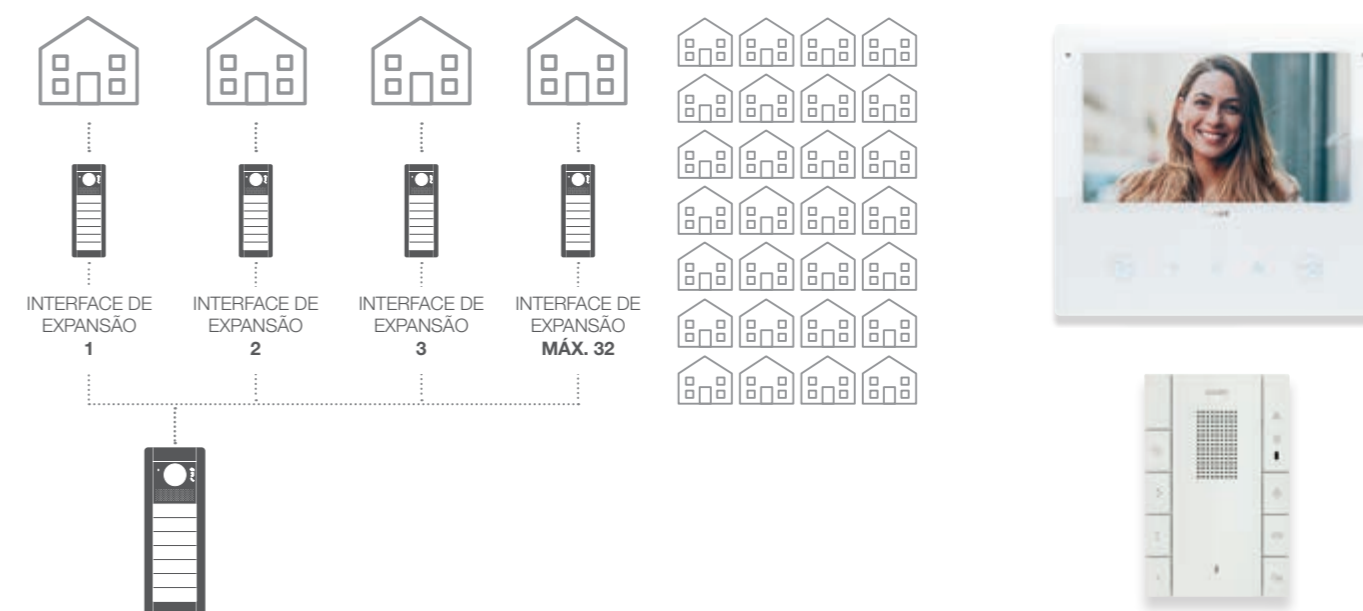 INTERFACE DE
EXPANSÃO
1
INTERFACE DE
EXPANSÃO
2
INTERFACE DE
EXPANSÃO
3
INTERFACE DE
EXPANSÃO
MÁX. 32